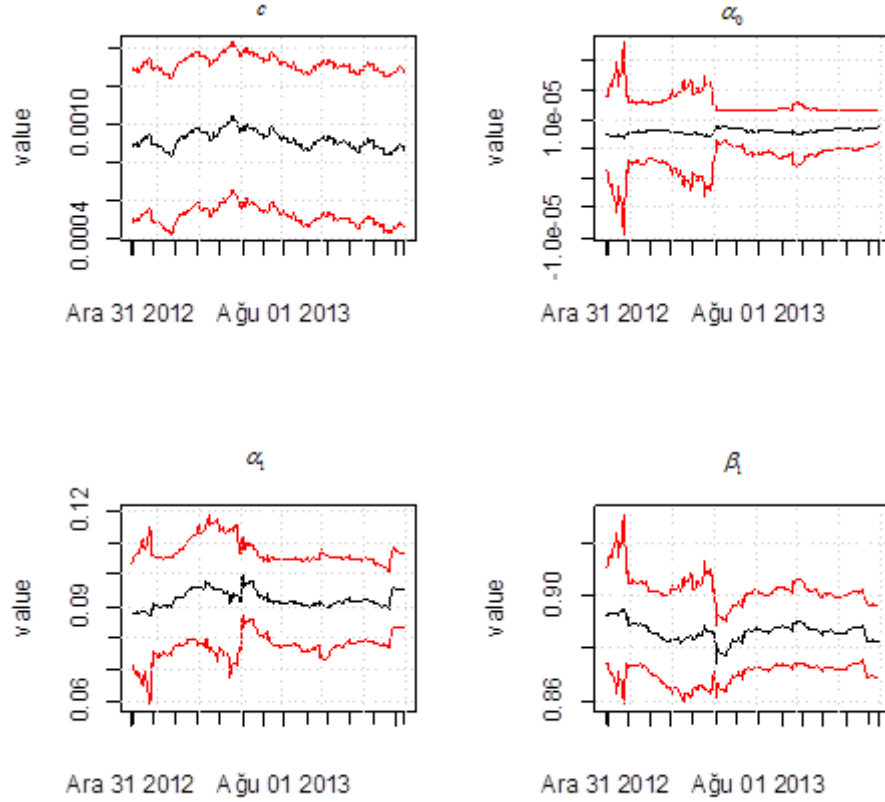 c
value
0.0010
0.0004
Ara 31 2012 Ağu 01 2013
α₀
value
1.0e-05
-1.0e-05
Ara 31 2012 Ağu 01 2013
α₁
value
0.12
0.09
0.06
Ara 31 2012 Ağu 01 2013
β₁
value
0.90
0.86
Ara 31 2012 Ağu 01 2013